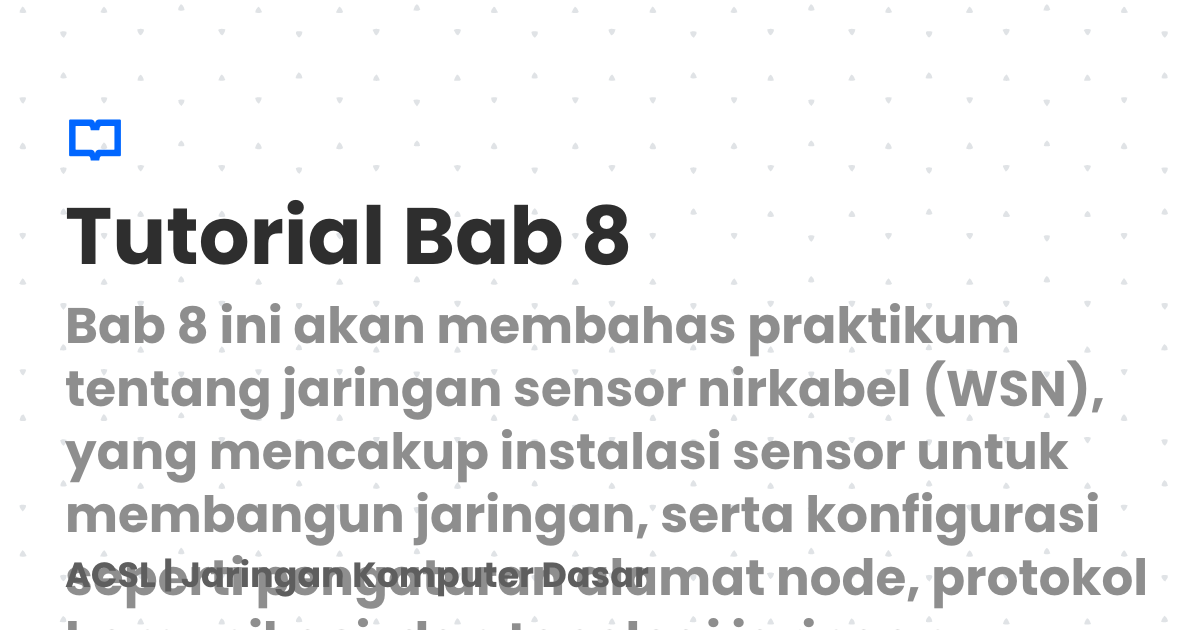 Tutorial Bab 8
Bab 8 ini akan membahas praktikum
tentang jaringan sensor nirkabel (WSN),
yang mencakup instalasi sensor untuk
membangun jaringan, serta konfigurasi
seperti pengaturan alamat node, protokol
ACSL | Jaringan Komputer Dasar